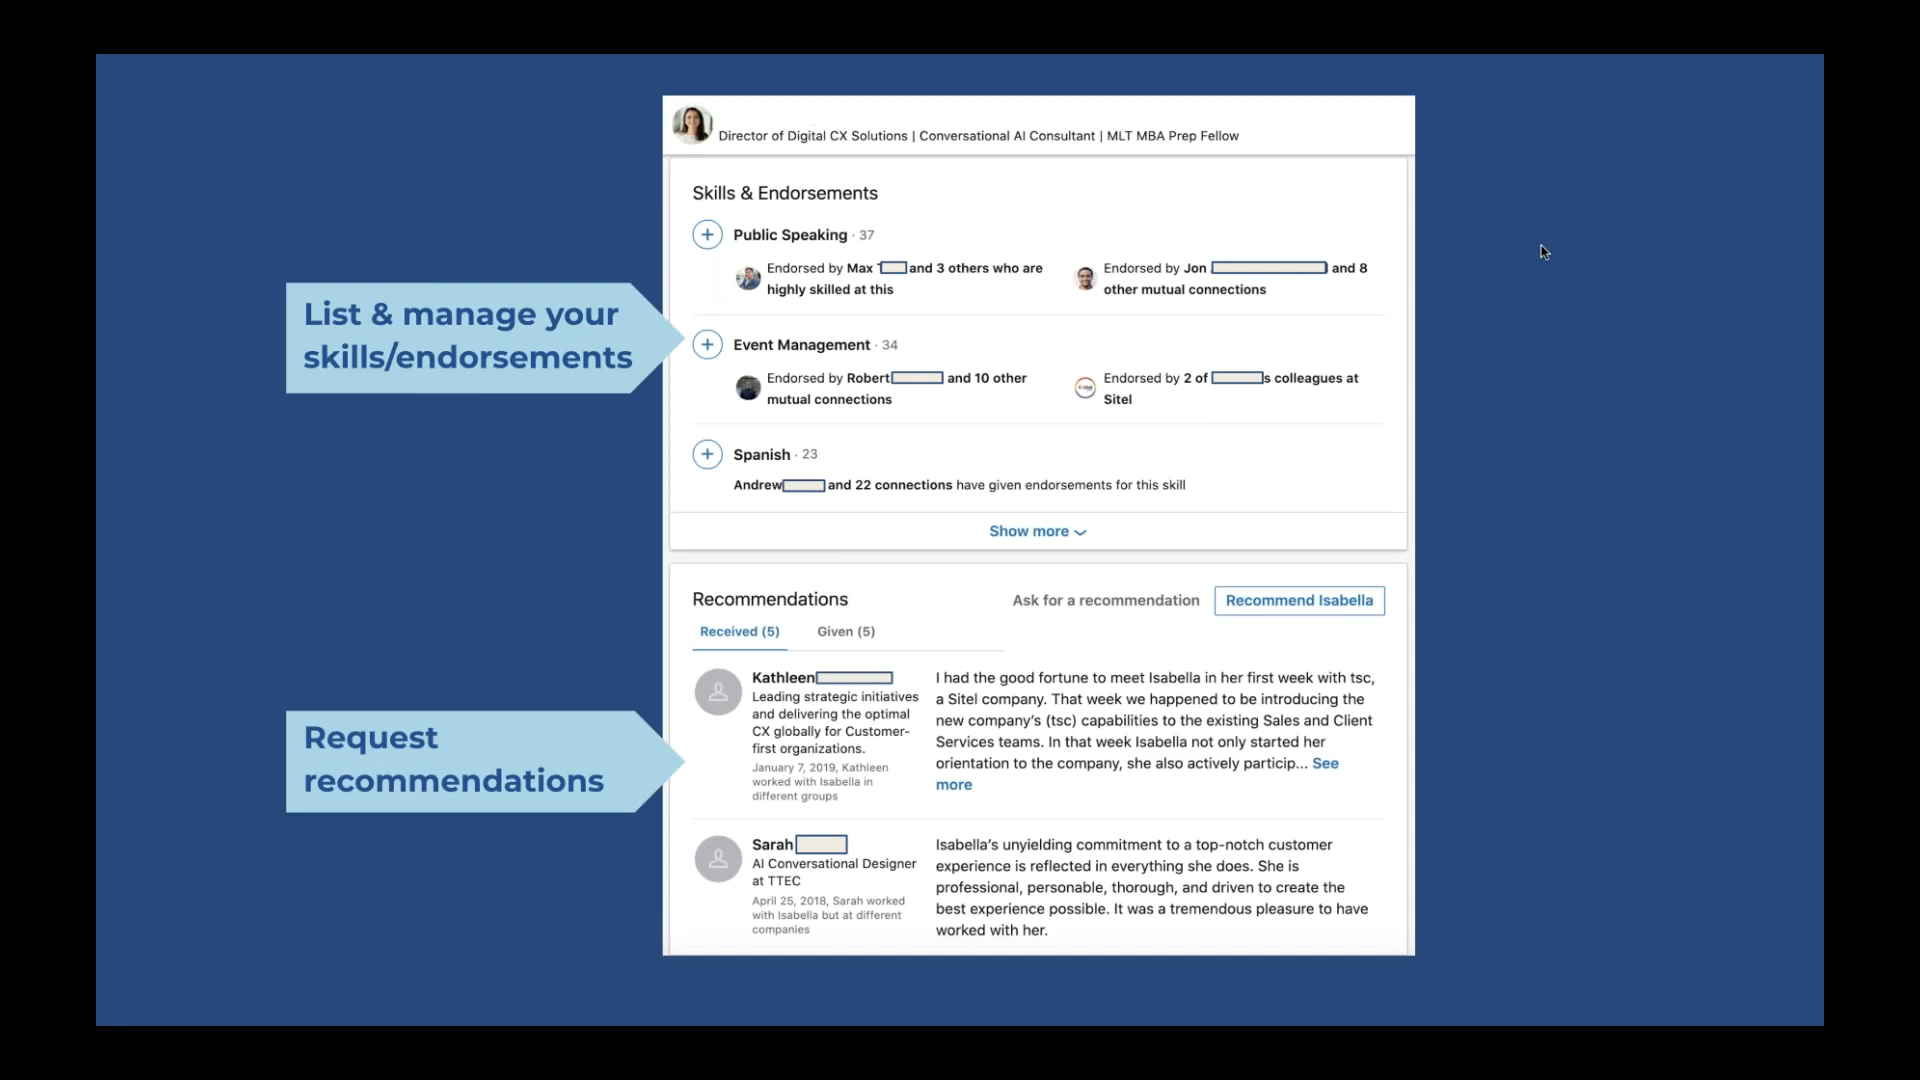 Director of Digital CX Solutions | Conversational AI Consultant | MLT MBA Prep Fellow
Skills & Endorsements
Public Speaking · 37
Endorsed by Max and 3 others who are
highly skilled at this
Endorsed by Jon and 8
other mutual connections
List & manage your
skills/endorsements
Event Management · 34
Endorsed by Robert and 10 other
mutual connections
Endorsed by 2 of s colleagues at
Sitel
Spanish · 23
Andrew and 22 connections have given endorsements for this skill
Show more
Recommendations
Ask for a recommendation
Recommend Isabella
Received (5)
Given (5)
Request
recommendations
Kathleen
Leading strategic initiatives
and delivering the optimal
CX globally for Customer-
first organizations.
January 7, 2019, Kathleen
worked with Isabella in
different groups
I had the good fortune to meet Isabella in her first week with tsc,
a Sitel company. That week we happened to be introducing the
new company's (tsc) capabilities to the existing Sales and Client
Services teams. In that week Isabella not only started her
orientation to the company, she also actively particip... See
more
Sarah
AI Conversational Designer
at TTEC
April 25, 2018, Sarah worked
with Isabella but at different
companies
Isabella's unyielding commitment to a top-notch customer
experience is reflected in everything she does. She is
professional, personable, thorough, and driven to create the
best experience possible. It was a tremendous pleasure to have
worked with her.